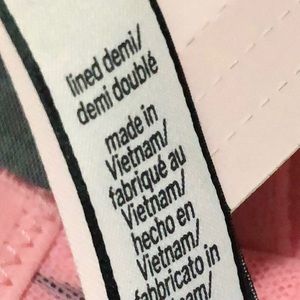 lined demi/
demi doublé
made in
Vietnam/
fabriqué au
Vietnam/
hecho en
Vietnam/
fabbricato in